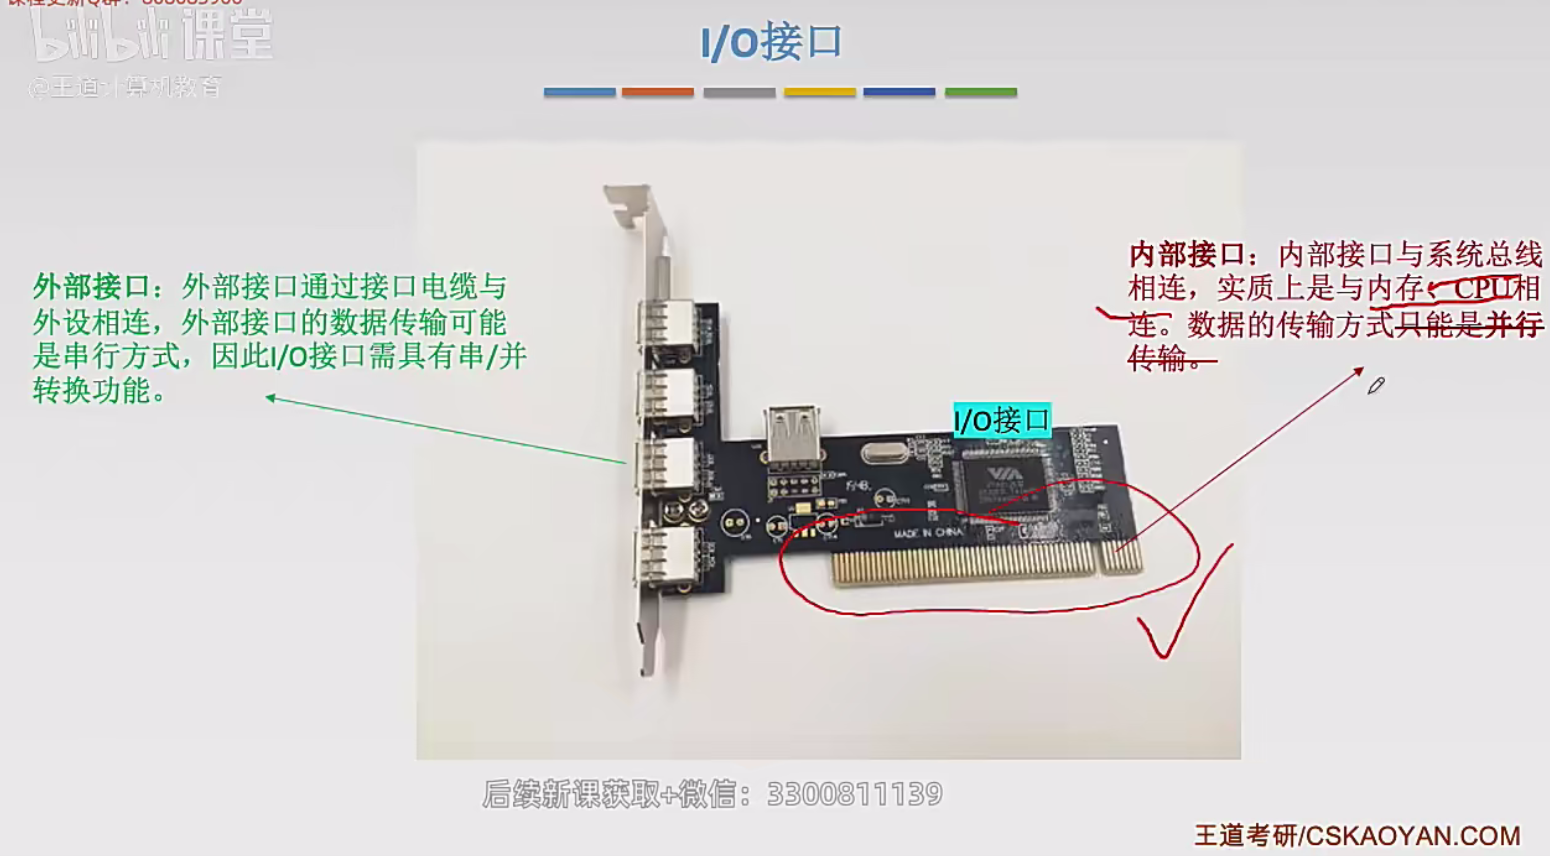 bilibili课堂
@王道计算机教育
I/O接口
外部接口：外部接口通过接口电缆与
外设相连，外部接口的数据传输可能
是串行方式，因此I/O接口需具有串/并
转换功能。
内部接口：内部接口与系统总线
相连，实质上是与内存、CPU相
连。数据的传输方式只能是并行
传输。
I/O接口
VIA
MADE IN CHINA
后续新课获取+微信：3300811139
王道考研/CSKAOYAN.COM